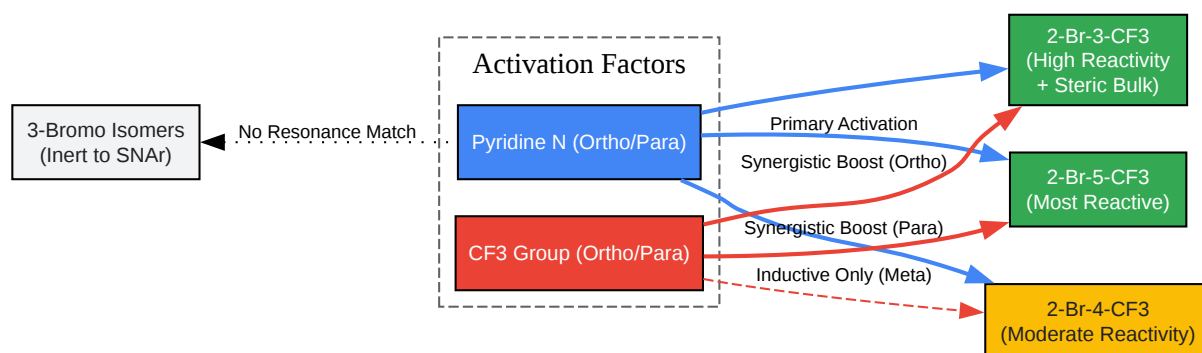 Activation Factors
3-Bromo Isomers
(Inert to SNAr)
No Resonance Match
Pyridine N (Ortho/Para)
CF3 Group (Ortho/Para)
Primary Activation
Synergistic Boost (Ortho)
Synergistic Boost (Para)
Inductive Only (Meta)
2-Br-3-CF3
(High Reactivity
+ Steric Bulk)
2-Br-5-CF3
(Most Reactive)
2-Br-4-CF3
(Moderate Reactivity)